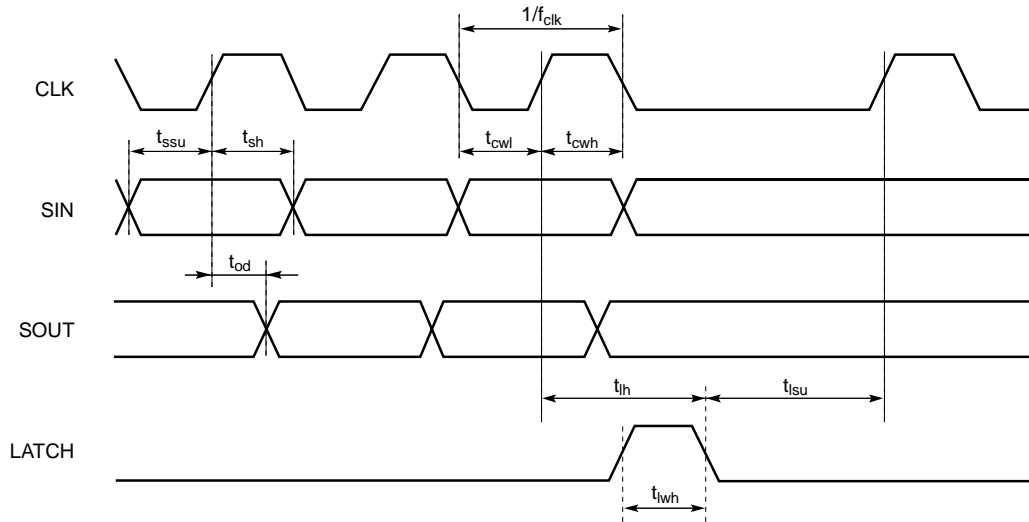 1/fclk
CLK
tssu
tsh
tcwl
tcwh
SIN
tod
SOUT
tlh
tlsu
LATCH
tlwh